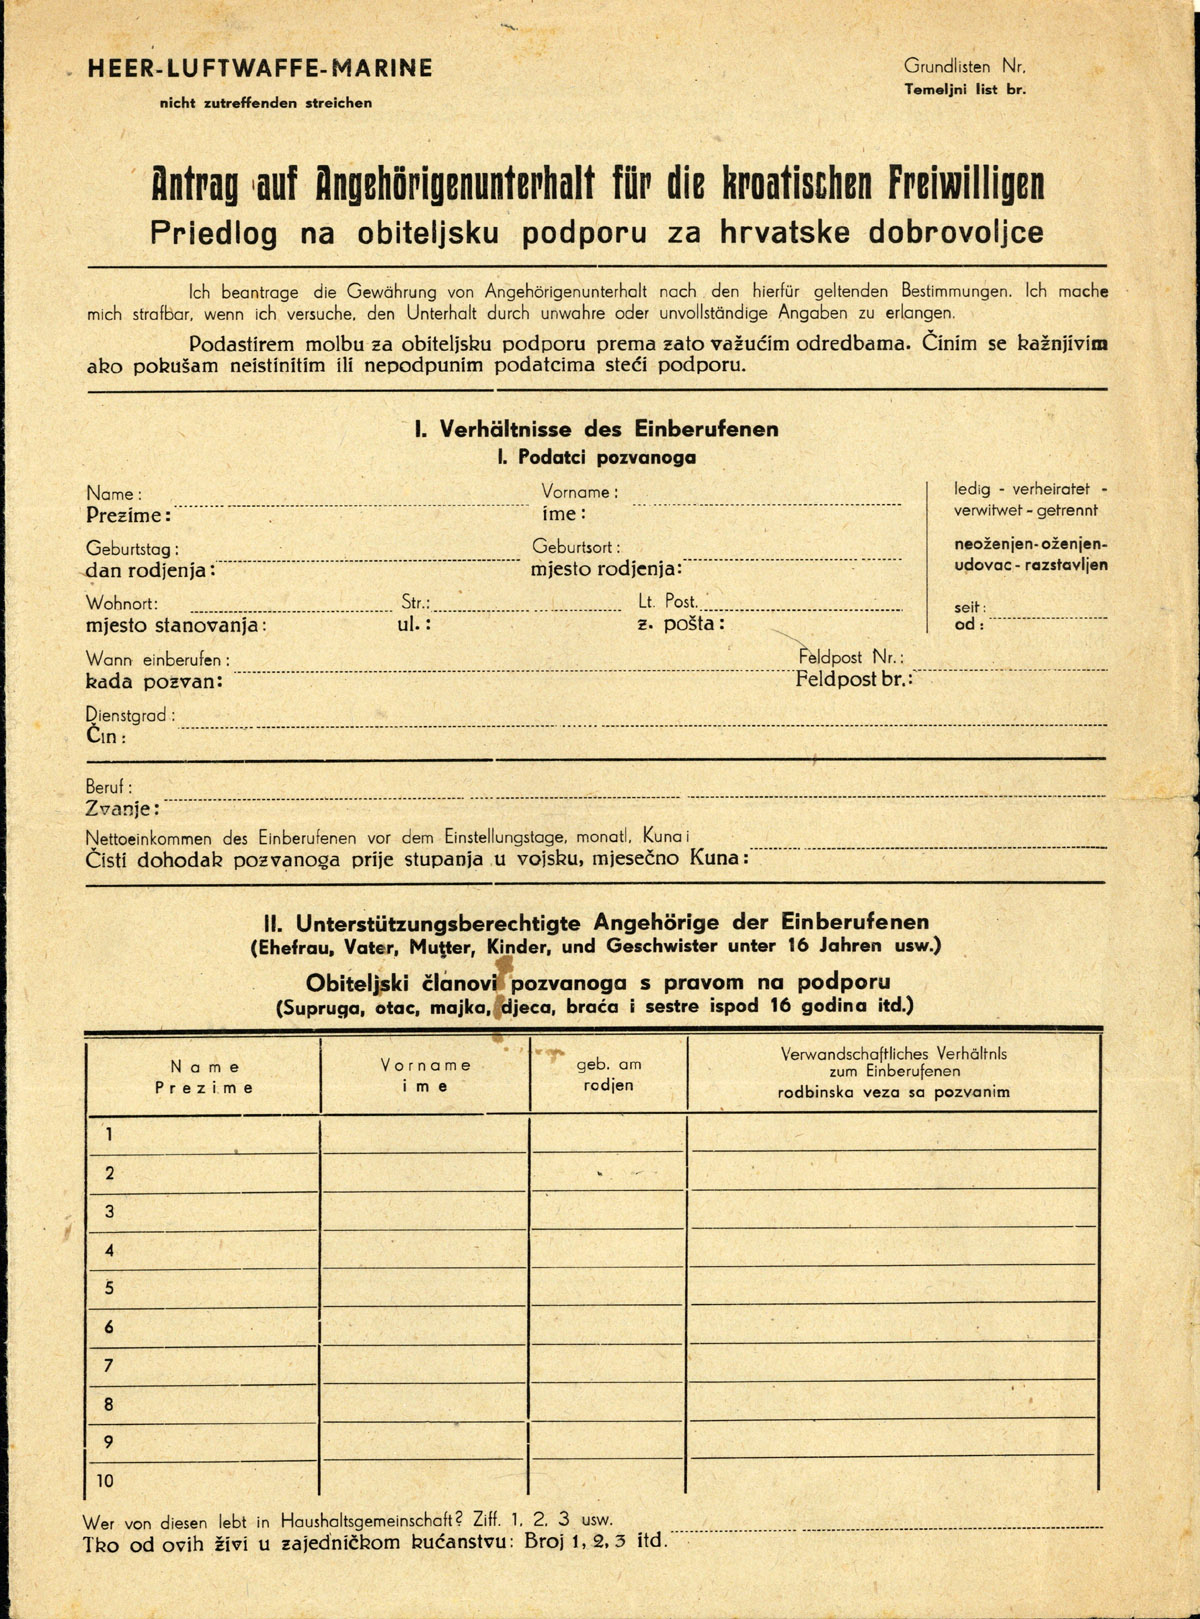 HEER-LUFTWAFFE-MARINE
nicht zutreffenden streichen
Grundlisten Nr.
Temeljni list br.
Antrag auf Angehörigenunterhalt für die kroatischen Freiwilligen
Priedlog na obiteljsku podporu za hrvatske dobrovoljce
Ich beantrage die Gewährung von Angehörigenunterhalt nach den hierfür geltenden Bestimmungen. Ich mache
mich strafbar, wenn ich versuche, den Unterhalt durch unwahre oder unvollständige Angaben zu erlangen.
Podastirem molbu za obiteljsku podporu prema zato važućim odredbama. Činim se kažnjivim
ako pokušam neistinitim ili nepodpunim podatcima steći podporu.
I. Verhältnisse des Einberufenen
I. Podatci pozvanoga
Name:
Prezime:
Vorname:
ime:
Geburtstag:
dan rodjenja:
Geburtsort:
mjesto rodjenja:
Wohnort:
mjesto stanovanja:
Str.:
ul.:
Lt. Post.
z. pošta:
ledig - verheiratet -
verwitwet - getrennt
neoženjen-oženjen-
udovac - razstavljen
seit:
od:
Wann einberufen:
kada pozvan:
Feldpost Nr.:
Feldpost br.:
Dienstgrad:
Čin:
Beruf:
Zvanje:
Nettoeinkommen des Einberufenen vor dem Einstellungstage, monatl. Kuna i
Čisti dohodak pozvanoga prije stupanja u vojsku, mjesečno Kuna:
II. Unterstützungsberechtigte Angehörige der Einberufenen
(Ehefrau, Vater, Mutter, Kinder, und Geschwister unter 16 Jahren usw.)
Obiteljski članovi pozvanoga s pravom na podporu
(Supruga, otac, majka, djeca, braća i sestre ispod 16 godina itd.)
Name
Prezime
Vorname
ime
geb. am
rodjen
Verwandschaftliches Verhältnls
zum Einberufenen
rodbinska veza sa pozvanim
1
2
3
4
5
6
7
8
9
10
Wer von diesen lebt in Haushaltsgemeinschaft? Ziff. 1, 2, 3 usw.
Tko od ovih živi u zajedničkom kućanstvu: Broj 1, 2, 3 itd.